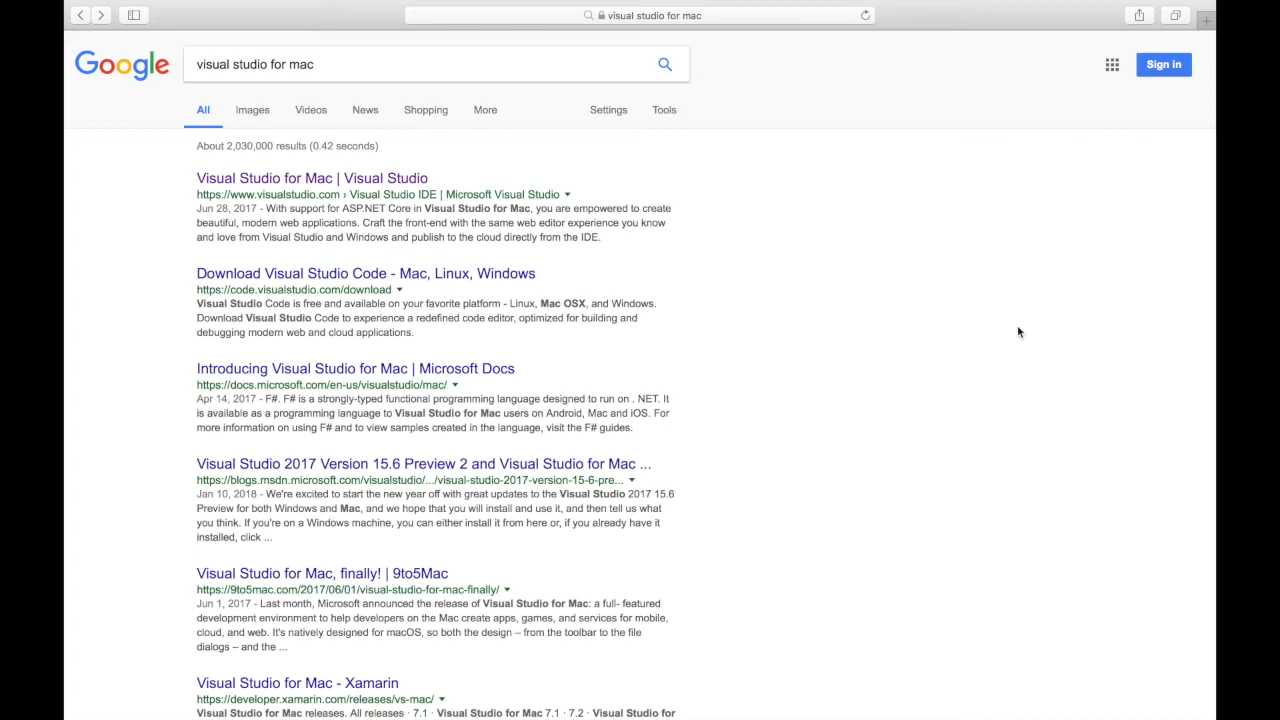 visual studio for mac
Google
visual studio for mac
Sign in
All Images Videos News Shopping More Settings Tools
About 2,030,000 results (0.42 seconds)
Visual Studio for Mac | Visual Studio
https://www.visualstudio.com › Visual Studio IDE | Microsoft Visual Studio
Jun 28, 2017 - With support for ASP.NET Core in Visual Studio for Mac, you are empowered to create
beautiful, modern web applications. Craft the front-end with the same web editor experience you know
and love from Visual Studio and Windows and publish to the cloud directly from the IDE.
Download Visual Studio Code - Mac, Linux, Windows
https://code.visualstudio.com/download
Visual Studio Code is free and available on your favorite platform - Linux, Mac OSX, and Windows.
Download Visual Studio Code to experience a redefined code editor, optimized for building and
debugging modern web and cloud applications.
Introducing Visual Studio for Mac | Microsoft Docs
https://docs.microsoft.com/en-us/visualstudio/mac/
Apr 14, 2017 - F#. F# is a strongly-typed functional programming language designed to run on . NET. It
is available as a programming language to Visual Studio for Mac users on Android, Mac and iOS. For
more information on using F# and to view samples created in the language, visit the F# guides.
Visual Studio 2017 Version 15.6 Preview 2 and Visual Studio for Mac ...
https://blogs.msdn.microsoft.com/visualstudio/.../visual-studio-2017-version-15-6-pre...
Jan 10, 2018 - We're excited to start the new year off with great updates to the Visual Studio 2017 15.6
Preview for both Windows and Mac, and we hope that you will install and use it, and then tell us what
you think. If you're on a Windows machine, you can either install it from here or, if you already have it
installed, click ...
Visual Studio for Mac, finally! | 9to5Mac
https://9to5mac.com/2017/06/01/visual-studio-for-mac-finally/
Jun 1, 2017 - Last month, Microsoft announced the release of Visual Studio for Mac: a full- featured
development environment to help developers on the Mac create apps, games, and services for mobile,
cloud, and web. It's natively designed for macOS, so both the design – from the toolbar to the file
dialogs – and the ...
Visual Studio for Mac - Xamarin
https://developer.xamarin.com/releases/vs-mac/
Visual Studio for Mac releases. All releases · 7.1 · Visual Studio for Mac 7.1 · 7.2 · Visual Studio for